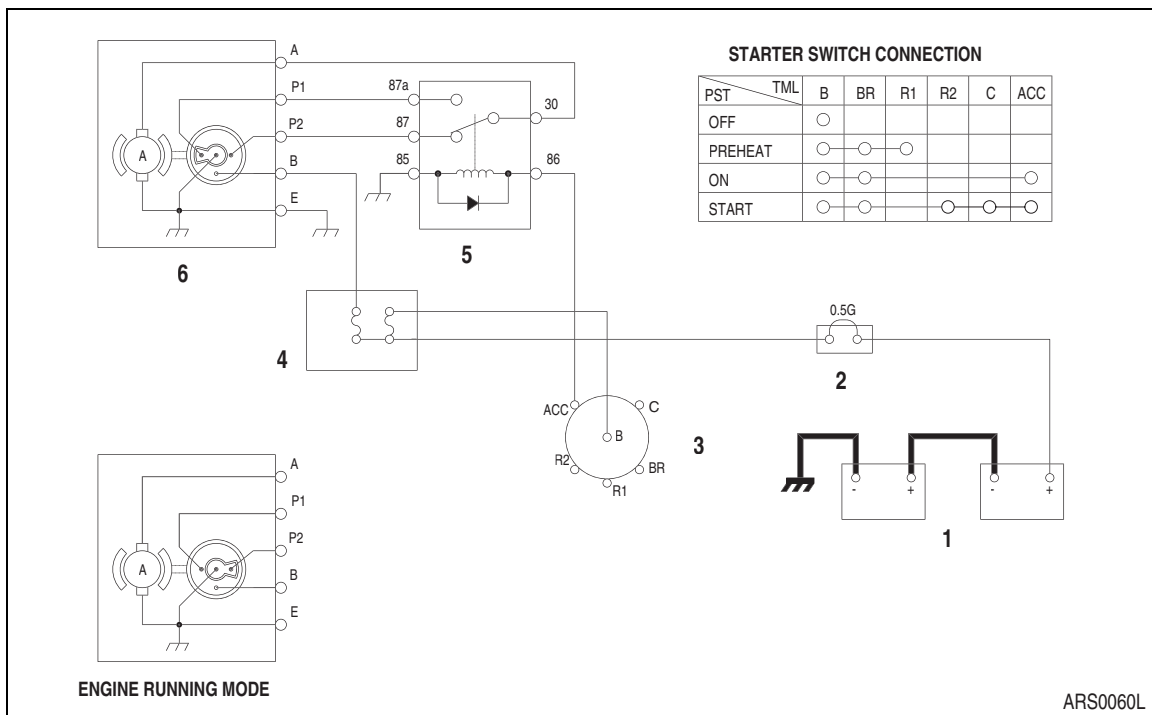 A
P1
P2
B
E
A
6
87a
87
85
30
86
5
STARTER SWITCH CONNECTION
PST TML B BR R1 R2 C ACC
OFF
PREHEAT
ON
START
4
0.5G
2
ACC
C
B
R2
BR
R1
3
- + - +
1
A
P1
P2
B
E
A
ENGINE RUNNING MODE
ARS0060L